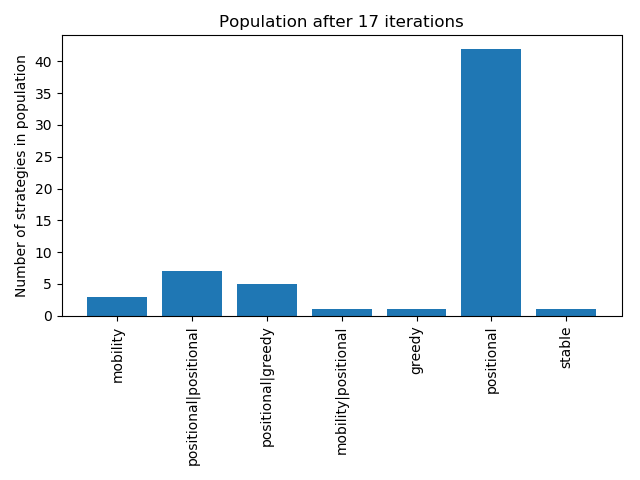 Population after 17 iterations
Number of strategies in population
40
35
30
25
20
15
10
5
0
mobility
positional|positional
positional|greedy
mobility|positional
greedy
positional
stable